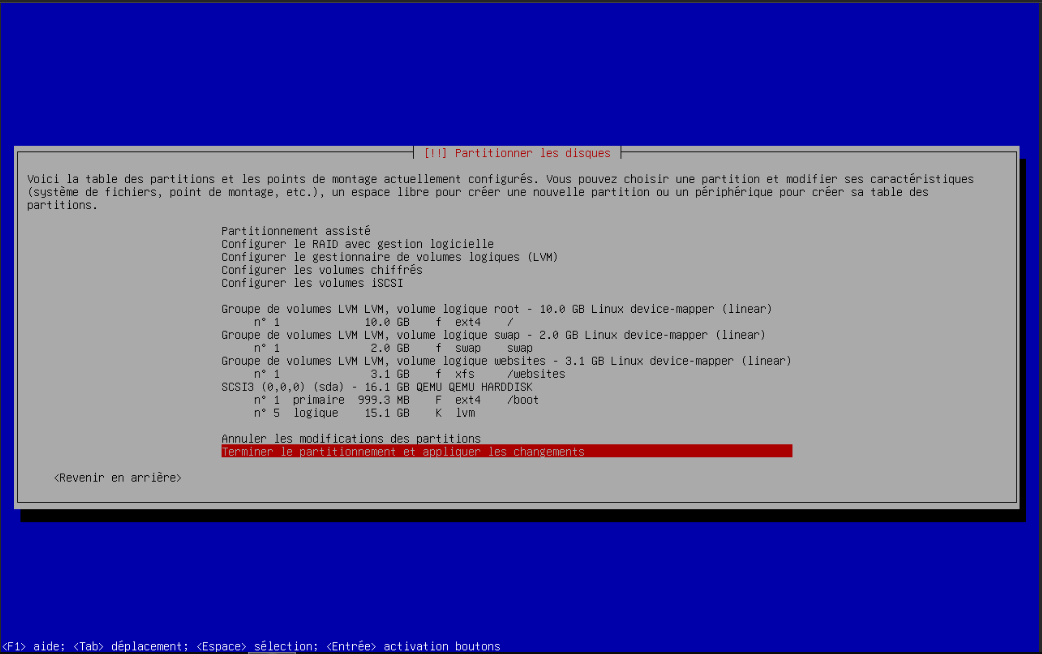 [!!] Partitionner les disques
Voici la table des partitions et les points de montage actuellement configurés. Vous pouvez choisir une partition et modifier ses caractéristiques
(système de fichiers, point de montage, etc.), un espace libre pour créer une nouvelle partition ou un périphérique pour créer sa table des
partitions.
Partitionnement assisté
Configurer le RAID avec gestion logicielle
Configurer le gestionnaire de volumes logiques (LVM)
Configurer les volumes chiffrés
Configurer les volumes iSCSI
Groupe de volumes LVM LVM, volume logique root - 10.0 GB Linux device-mapper (linear)
n° 1 10.0 GB f ext4 /
Groupe de volumes LVM LVM, volume logique swap - 2.0 GB Linux device-mapper (linear)
n° 1 2.0 GB f swap swap
Groupe de volumes LVM LVM, volume logique websites - 3.1 GB Linux device-mapper (linear)
n° 1 3.1 GB f xfs /websites
SCSI3 (0,0,0) (sda) - 16.1 GB QEMU QEMU HARDDISK
n° 1 primaire 999.3 MB F ext4 /boot
n° 5 logique 15.1 GB K lvm
Annuler les modifications des partitions
Terminer le partitionnement et appliquer les changements
<Revenir en arrière>
<F1> aide; <Tab> déplacement; <Espace> sélection; <Entrée> activation boutons